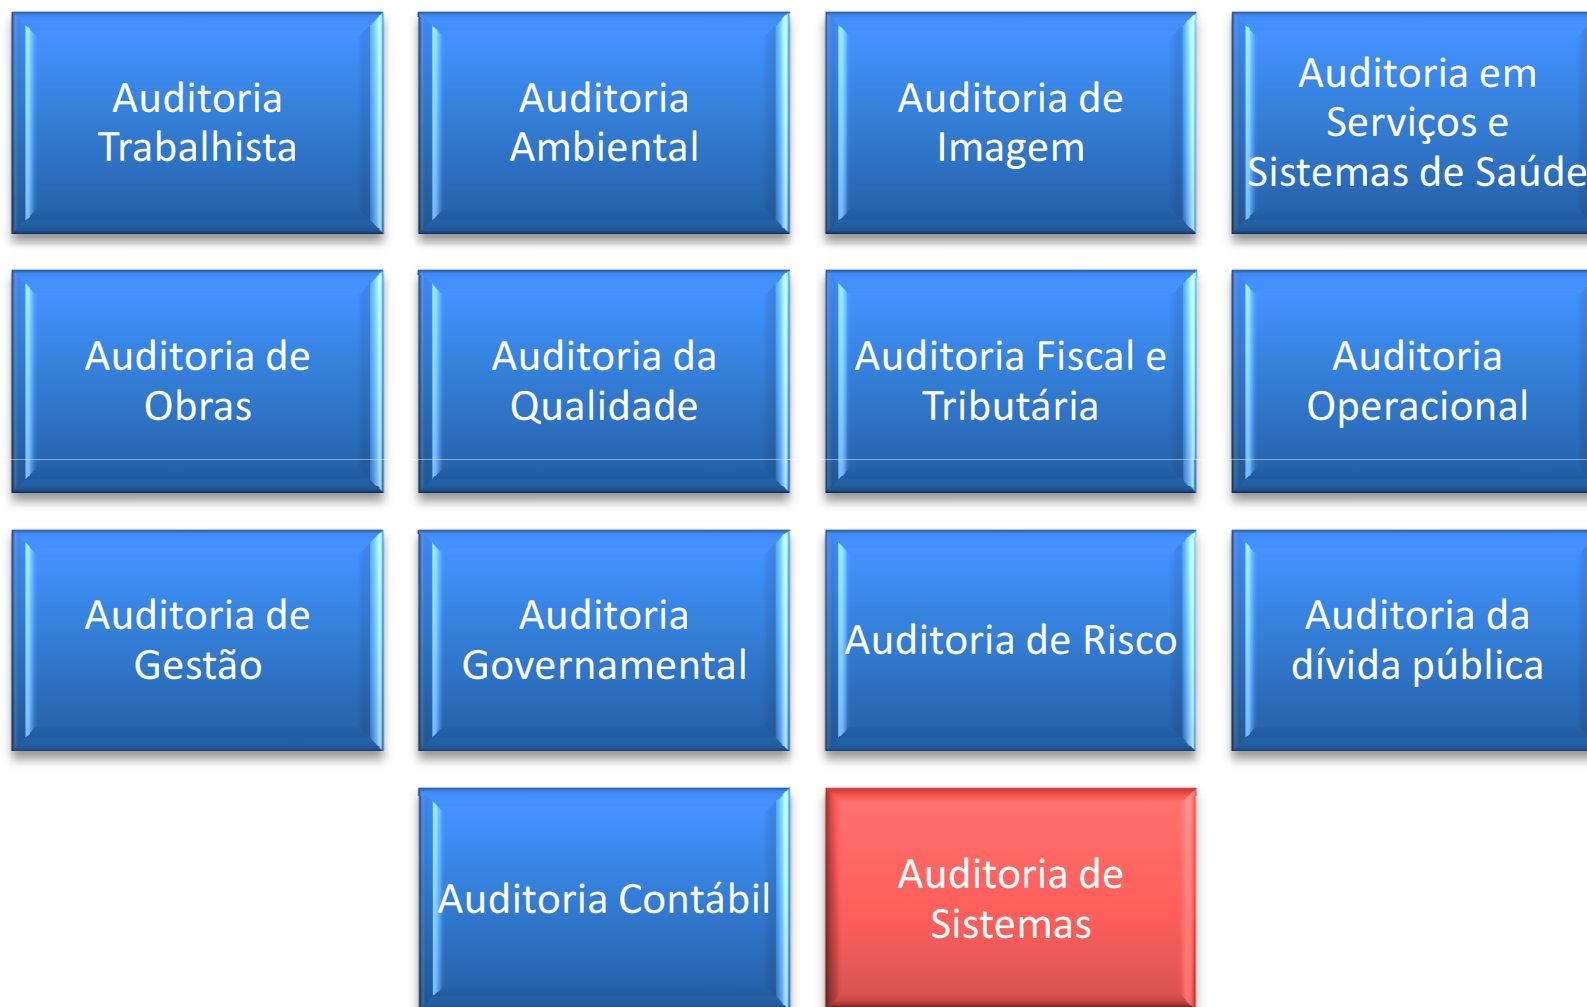 Auditoria
Trabalhista
Auditoria
Ambiental
Auditoria de
Imagem
Auditoria em
Serviços e
Sistemas de Saúde
Auditoria de
Obras
Auditoria da
Qualidade
Auditoria Fiscal e
Tributária
Auditoria
Operacional
Auditoria de
Gestão
Auditoria
Governamental
Auditoria de Risco
Auditoria da
dívida pública
Auditoria Contábil
Auditoria de
Sistemas